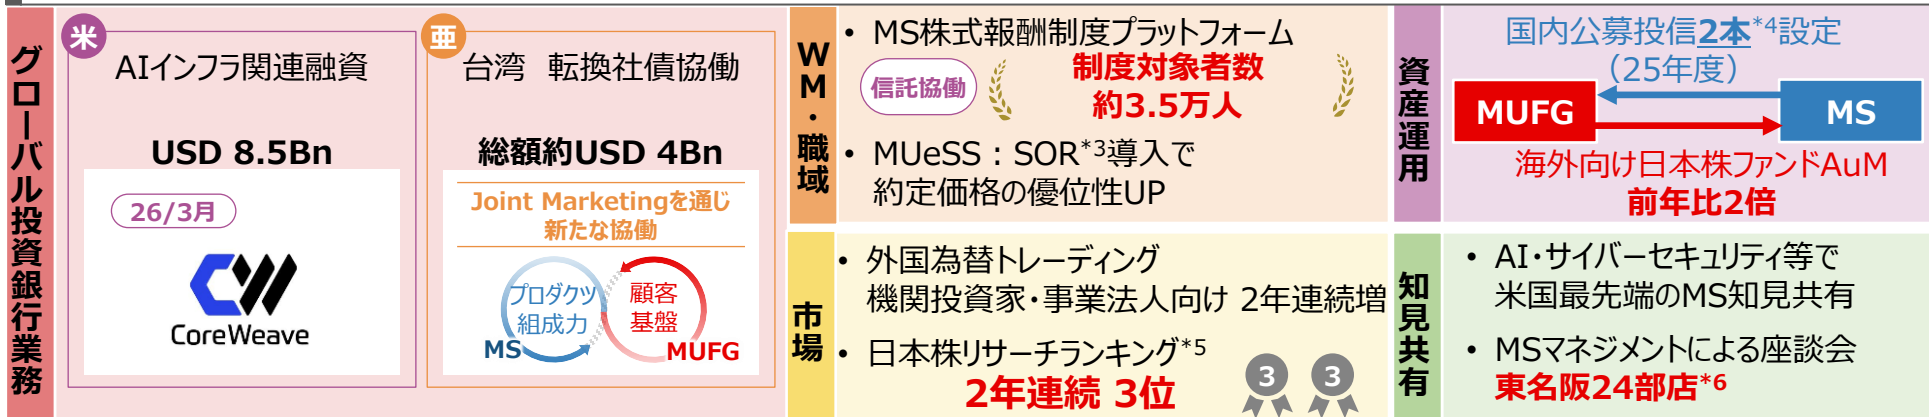 グローバル投資銀行業務
米
AIインフラ関連融資
USD 8.5Bn
26/3月
CoreWeave
亜
台湾 転換社債協働
総額約USD 4Bn
Joint Marketingを通じ
新たな協働
プロダクツ
組成力
MS
顧客
基盤
MUFG
WM・職域
• MS株式報酬制度プラットフォーム
信託協働
制度対象者数
約3.5万人
• MUeSS：SOR*3導入で
約定価格の優位性UP
市場
• 外国為替トレーディング
機関投資家・事業法人向け 2年連続増
• 日本株リサーチランキング*5
2年連続 3位
3
3
資産運用
国内公募投信2本*4設定
（25年度）
MUFG
MS
海外向け日本株ファンドAuM
前年比2倍
知見共有
• AI・サイバーセキュリティ等で
米国最先端のMS知見共有
• MSマネジメントによる座談会
東名阪24部店*6